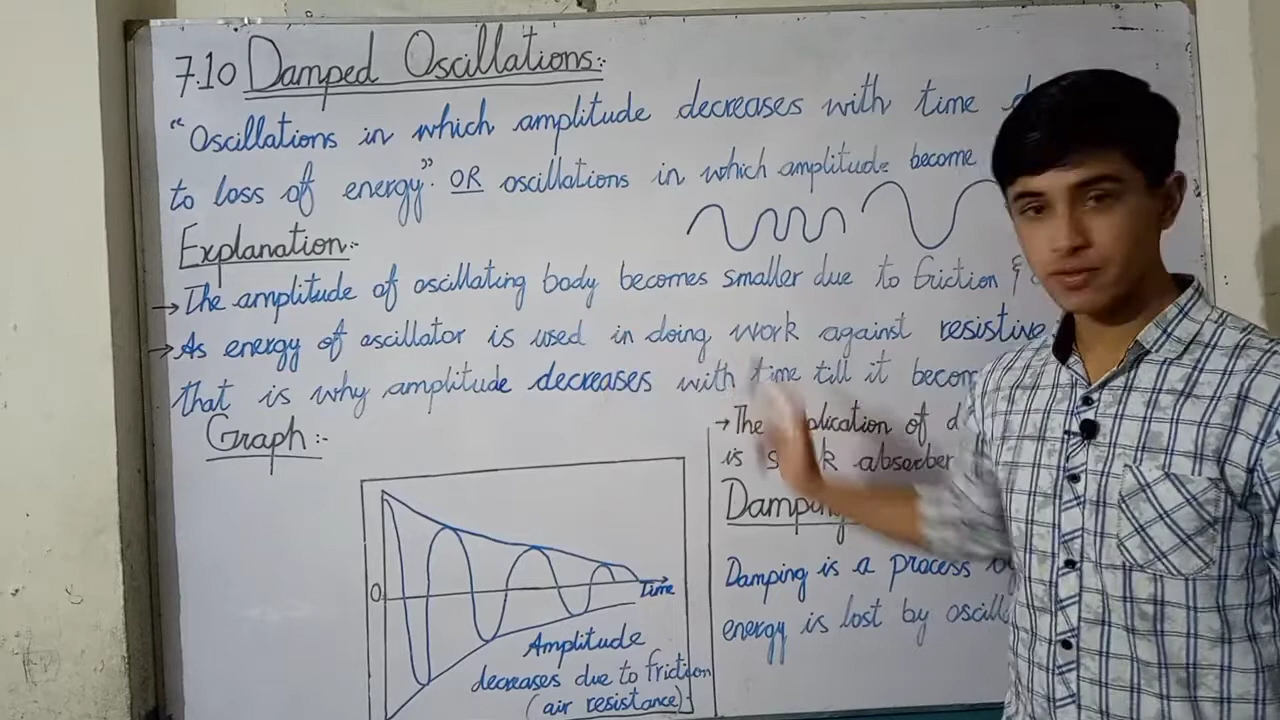 7.10 Damped Oscillations:-
"Oscillations in which amplitude decreases with time
to loss of energy" OR oscillations in which amplitude become
Explanation:-
→ The amplitude of oscillating body becomes smaller due to friction &
→ As energy of oscillator is used in doing work against resistive
that is why amplitude decreases with time till it
Graph:-
0
Time
Amplitude
decreases due to friction
(air resistance)
→ The of
is absorber
Damping
Damping is a process
energy is lost by